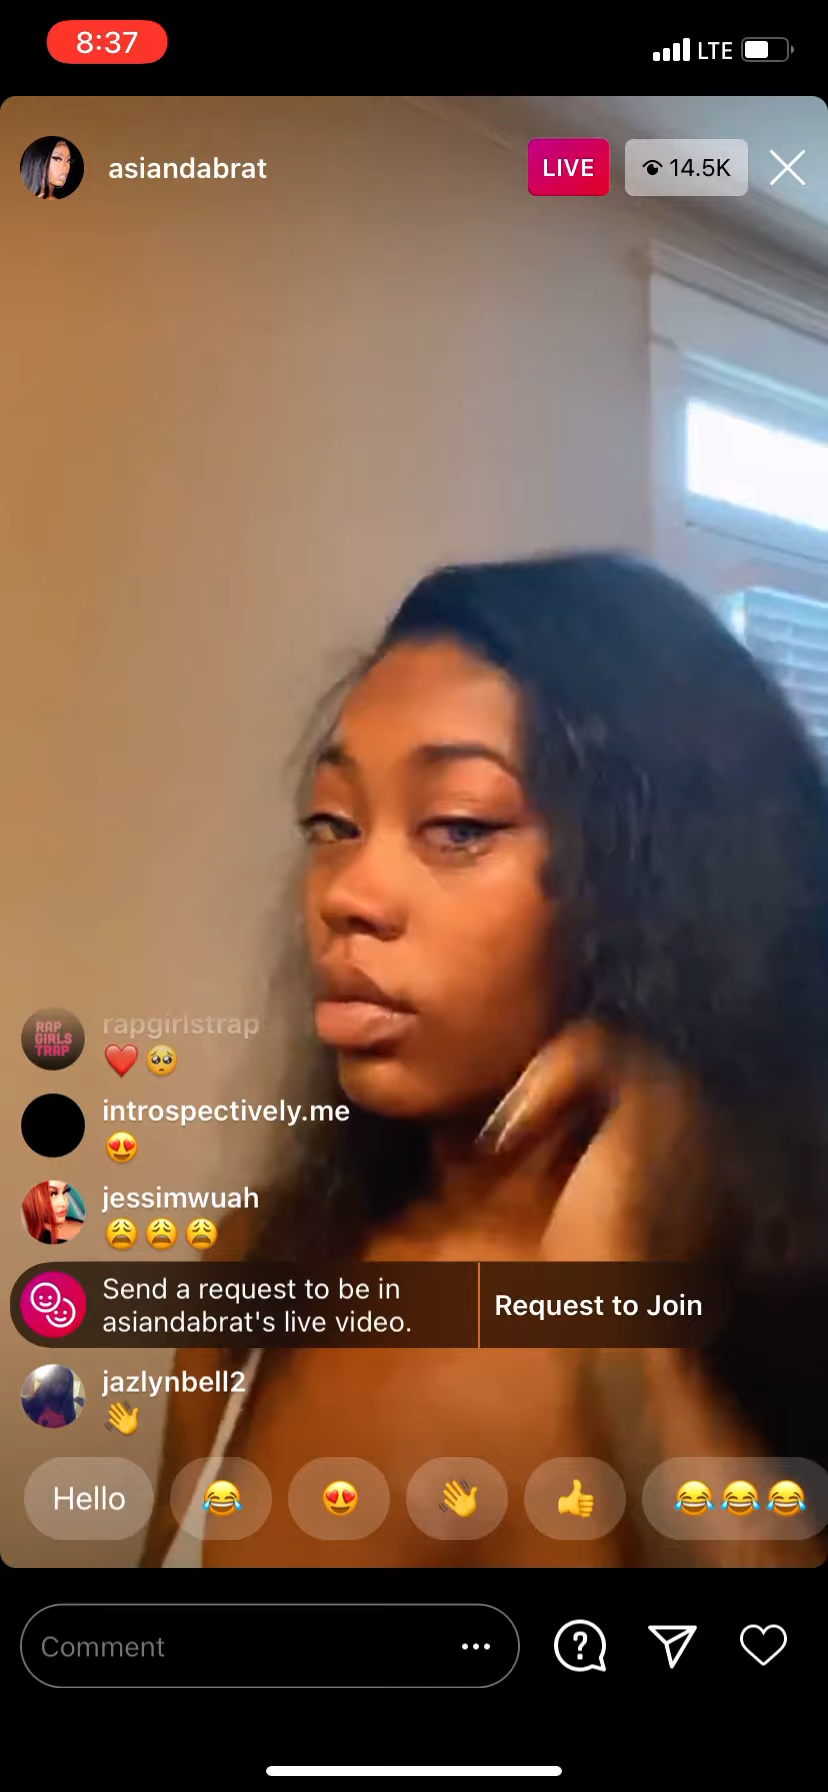 8:37
LTE
asiandabrat
LIVE
14.5K
RAP
GIRLS
TRAP
rapgirlstrap
❤️🥺
introspectively.me
😍
jessimwuah
😩😩😩
Send a request to be in
asiandabrat's live video.
Request to Join
jazlynbell2
👋
Hello
😂
😍
👋
👍
😂😂😂
Comment